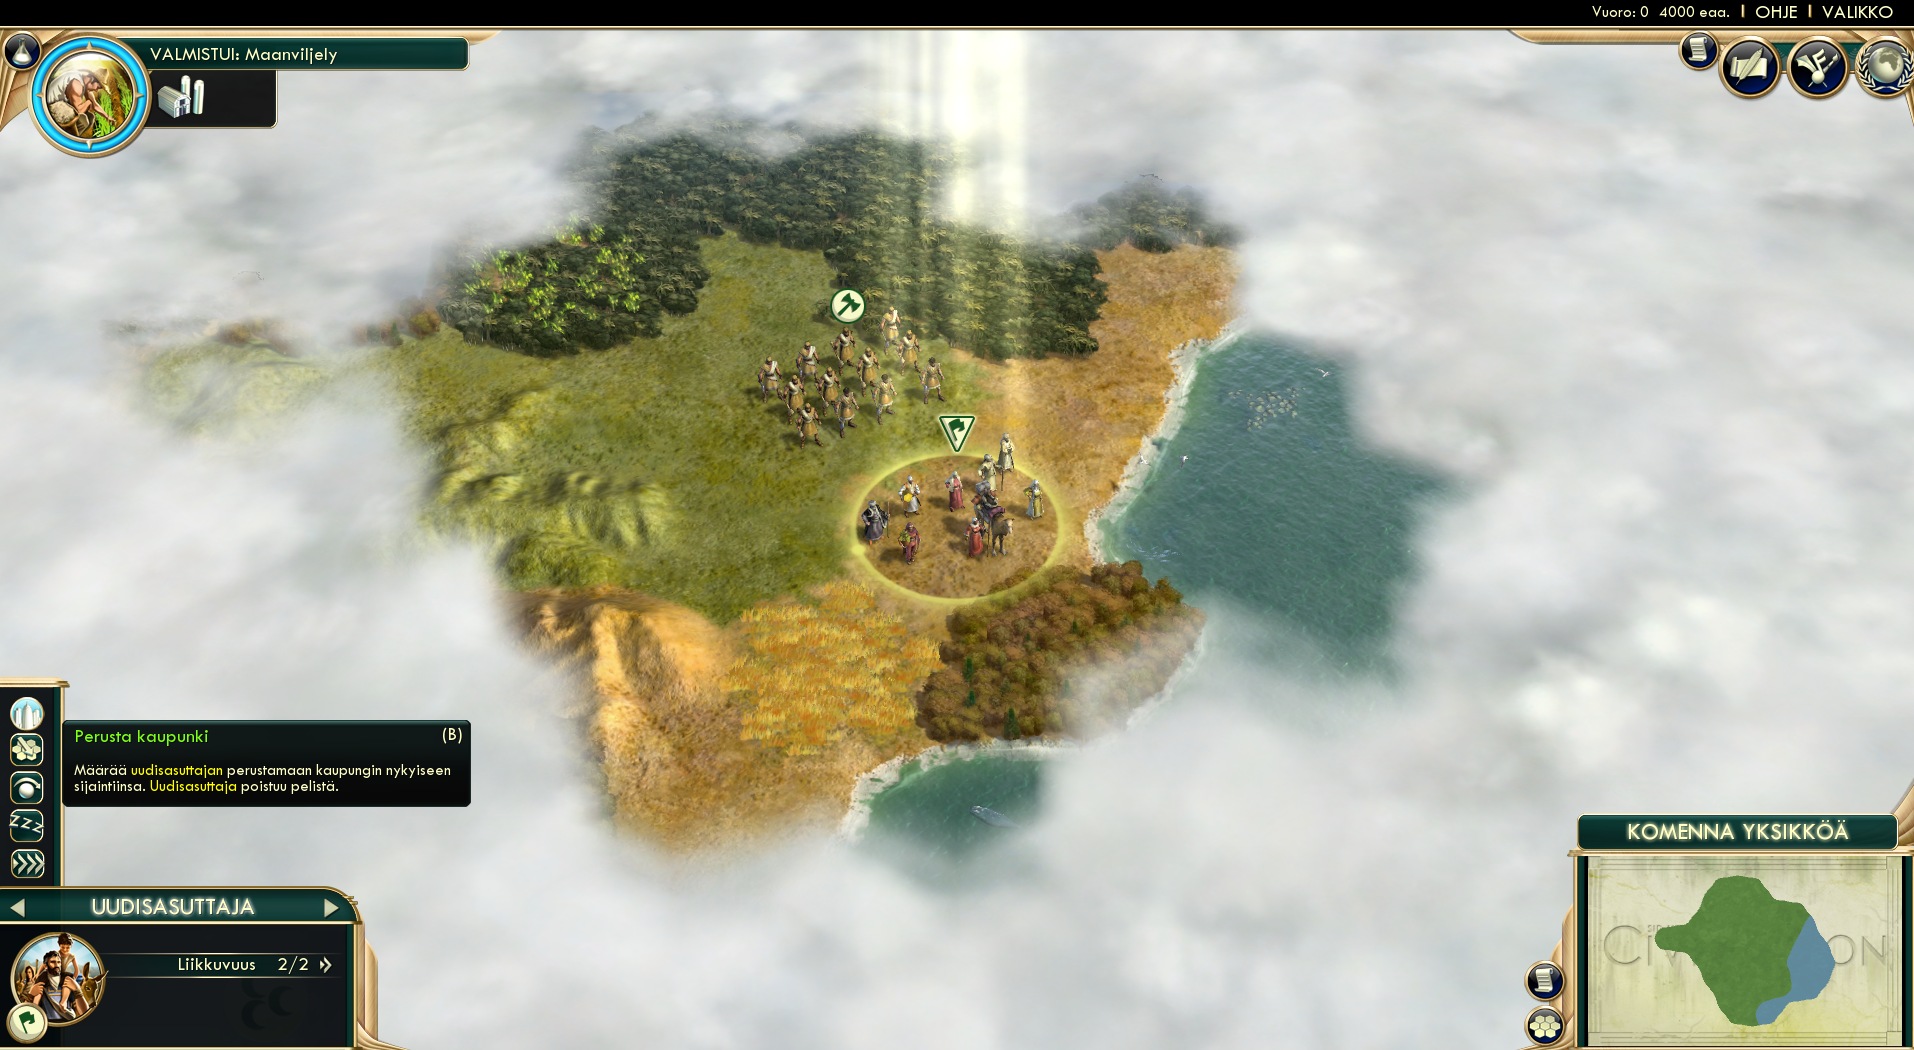 Vuoro: 0 4000 eaa. OHJE VALIKKO
VALMISTUI: Maanviljely
Perusta kaupunki (B)
Määrää uudisasuttajan perustamaan kaupungin nykyiseen
sijaintiinsa. Uudisasuttaja poistuu pelistä.
ZZZ
UUDISASUTTAJA
Liikkuvuus 2/2
KOMENNA YKSIKKÖÄ